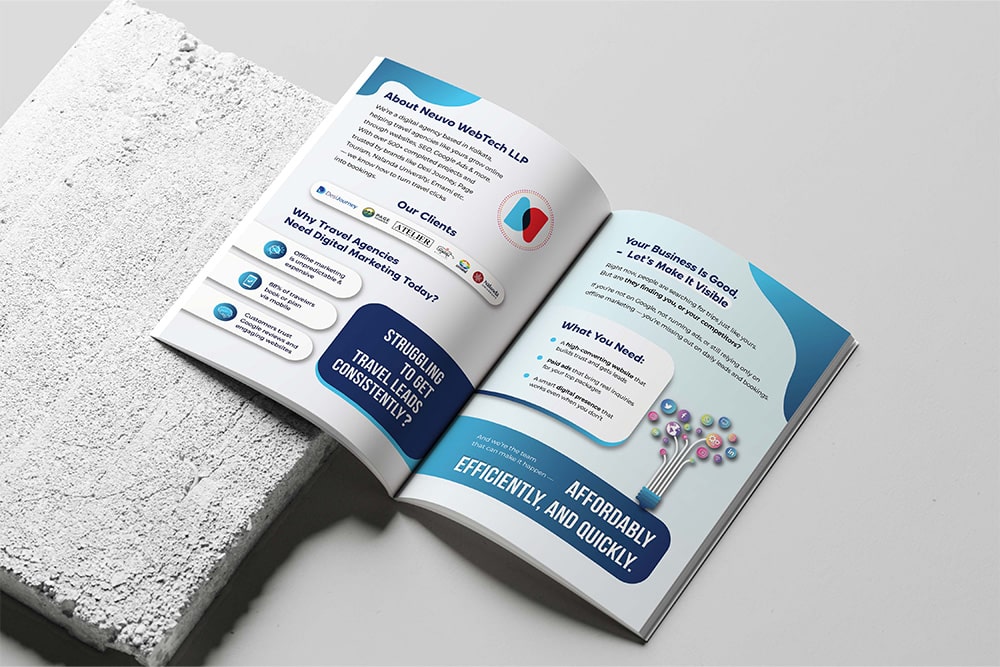 About Neuvo WebTech LLP
We're a digital agency based in Kolkata,
helping travel agencies like yours grow online
through websites, SEO, Google Ads & more.
With over 500+ completed projects and
trusted by brands like Desi Journey, Page
Tourism, Nalanda University, Emami etc.
— we know how to turn travel clicks
into bookings.
Our Clients
DesiJourney
PAGE
ATELIER
Nalanda
Why Travel Agencies
Need Digital Marketing Today?
Offline marketing
is unpredictable &
expensive
88% of travelers
book or plan
via mobile
Customers trust
Google reviews and
engaging websites
STRUGGLING
TO GET
TRAVEL LEADS
CONSISTENTLY?
Your Business Is Good,
– Let's Make It Visible
Right now, people are searching for trips just like yours.
But are they finding you, or your competitors?
If you're not on Google, not running ads, or still relying only on
offline marketing — you're missing out on daily leads and bookings.
What You Need:
A high-converting website that
builds trust and gets leads
Paid ads that bring real inquiries
for your top packages
A smart digital presence that
works even when you don't
And we're the team
that can make it happen —
AFFORDABLY
EFFICIENTLY, AND QUICKLY.